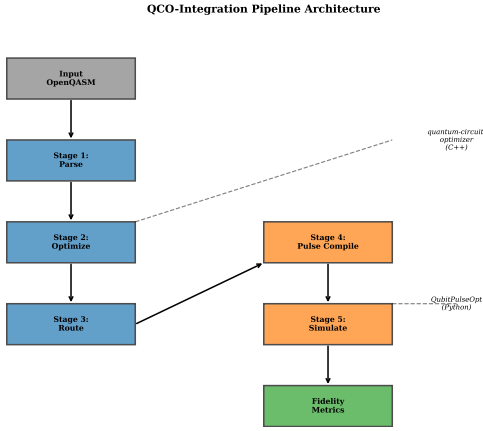 QCO-Integration Pipeline Architecture
Input
OpenQASM
Stage 1:
Parse
quantum-circuit
optimizer
(C++)
Stage 2:
Optimize
Stage 4:
Pulse Compile
Stage 3:
Route
Stage 5:
Simulate
QubitPulseOpt
(Python)
Fidelity
Metrics